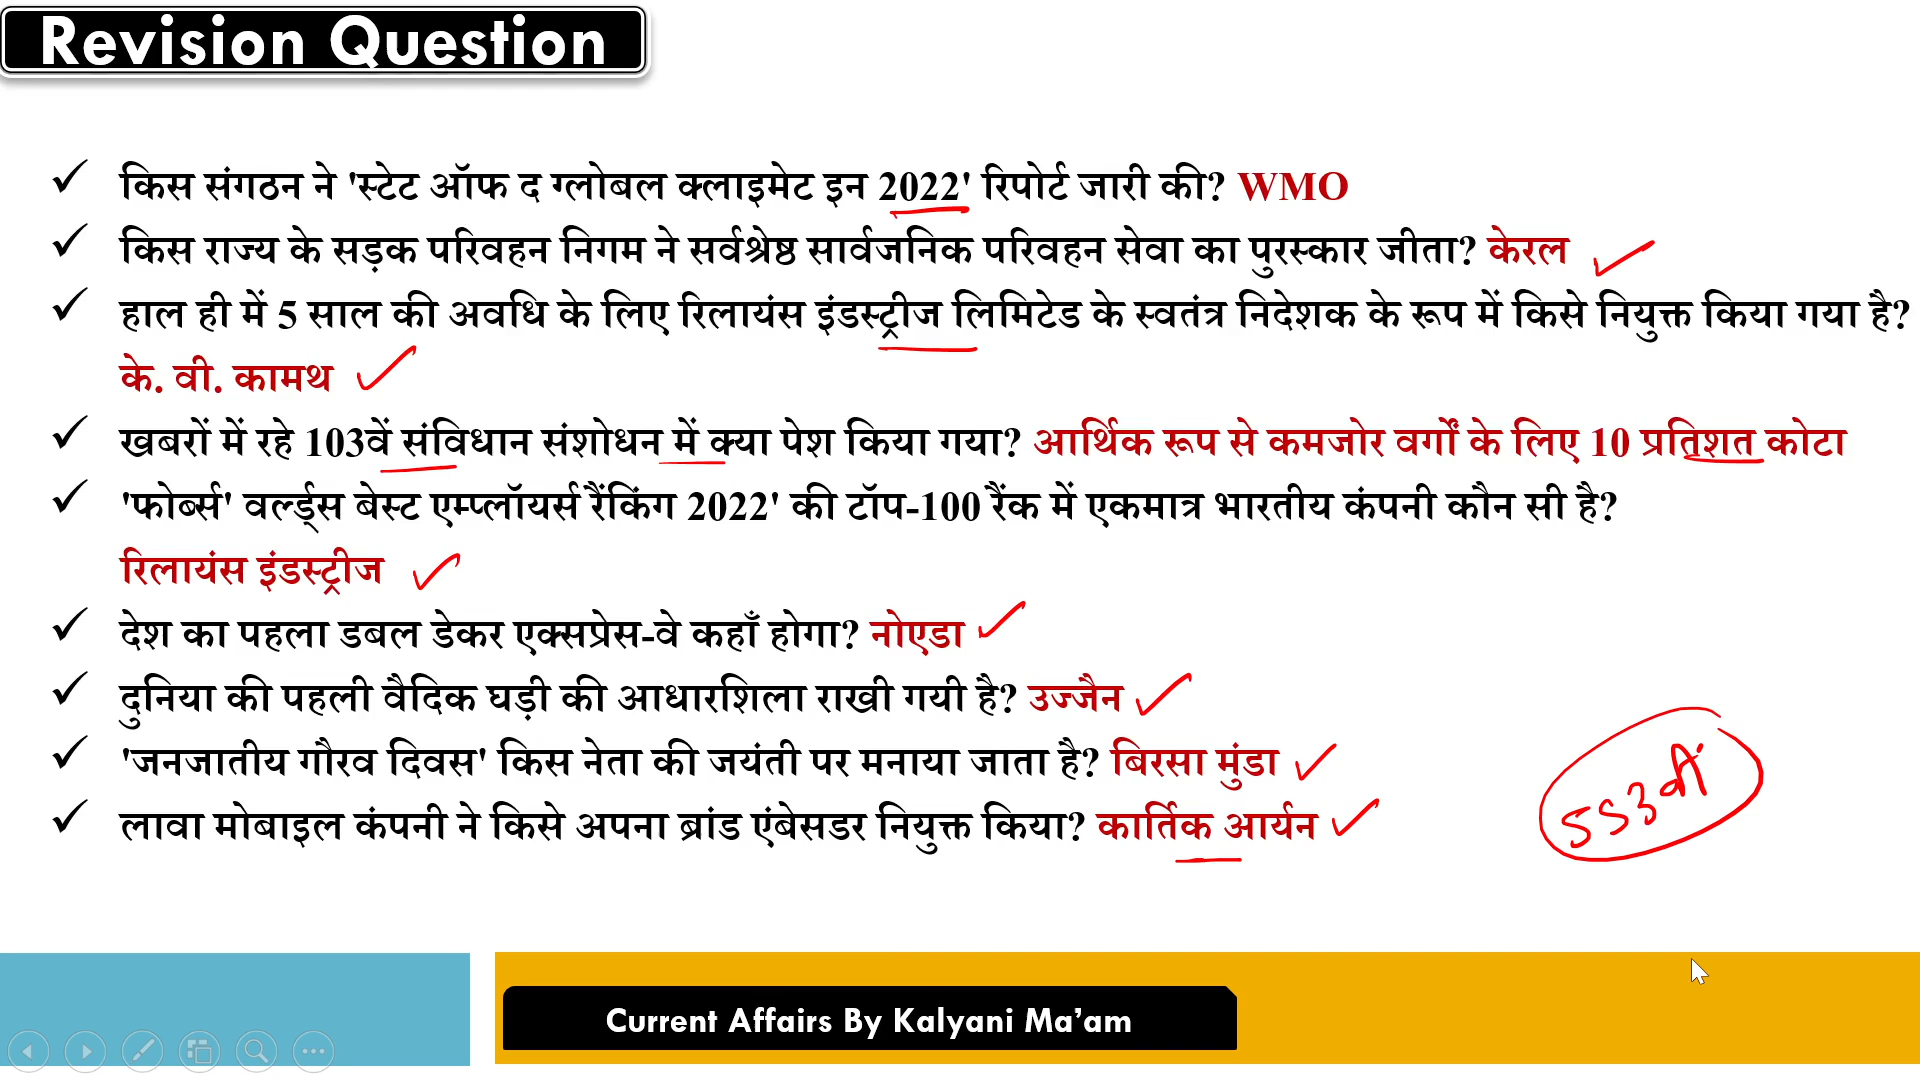 Revision Question
✓ किस संगठन ने 'स्टेट ऑफ द ग्लोबल क्लाइमेट इन 2022' रिपोर्ट जारी की? WMO
✓ किस राज्य के सड़क परिवहन निगम ने सर्वश्रेष्ठ सार्वजनिक परिवहन सेवा का पुरस्कार जीता? केरल
✓ हाल ही में 5 साल की अवधि के लिए रिलायंस इंडस्ट्रीज लिमिटेड के स्वतंत्र निदेशक के रूप में किसे नियुक्त किया गया है?
के. वी. कामथ
✓ खबरों में रहे 103वें संविधान संशोधन में क्या पेश किया गया? आर्थिक रूप से कमजोर वर्गों के लिए 10 प्रतिशत कोटा
✓ 'फोर्ब्स' वर्ल्ड्स बेस्ट एम्प्लॉयर्स रैंकिंग 2022' की टॉप-100 रैंक में एकमात्र भारतीय कंपनी कौन सी है?
रिलायंस इंडस्ट्रीज
✓ देश का पहला डबल डेकर एक्सप्रेस-वे कहाँ होगा? नोएडा
✓ दुनिया की पहली वैदिक घड़ी की आधारशिला राखी गयी है? उज्जैन
✓ 'जनजातीय गौरव दिवस' किस नेता की जयंती पर मनाया जाता है? बिरसा मुंडा
✓ लावा मोबाइल कंपनी ने किसे अपना ब्रांड एंबेसडर नियुक्त किया? कार्तिक आर्यन
Current Affairs By Kalyani Ma’am